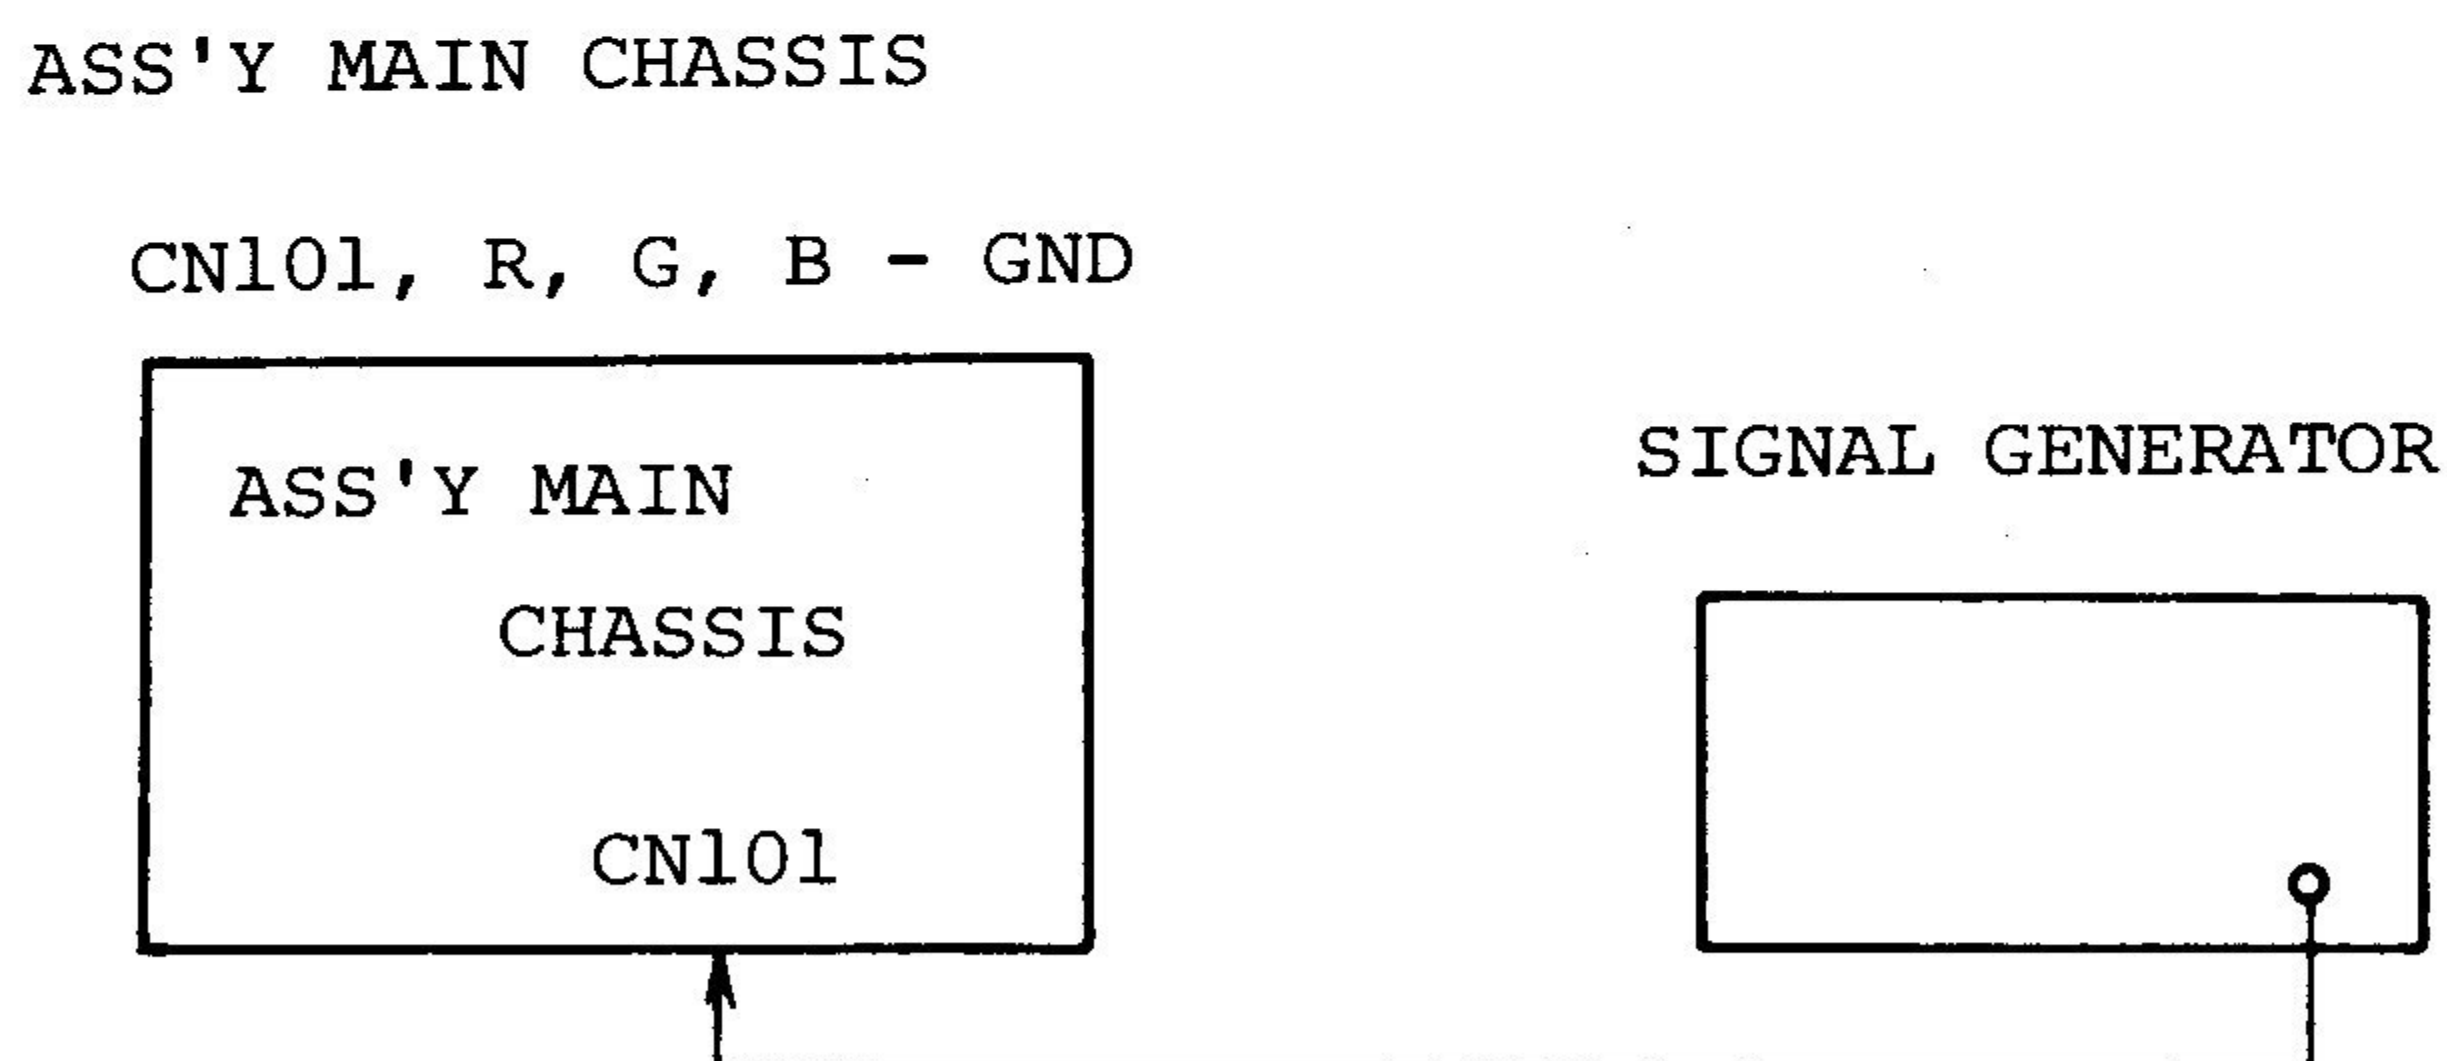 ASS'Y MAIN CHASSIS
CN101, R, G, B - GND
ASS'Y MAIN
CHASSIS
CN101
SIGNAL GENERATOR